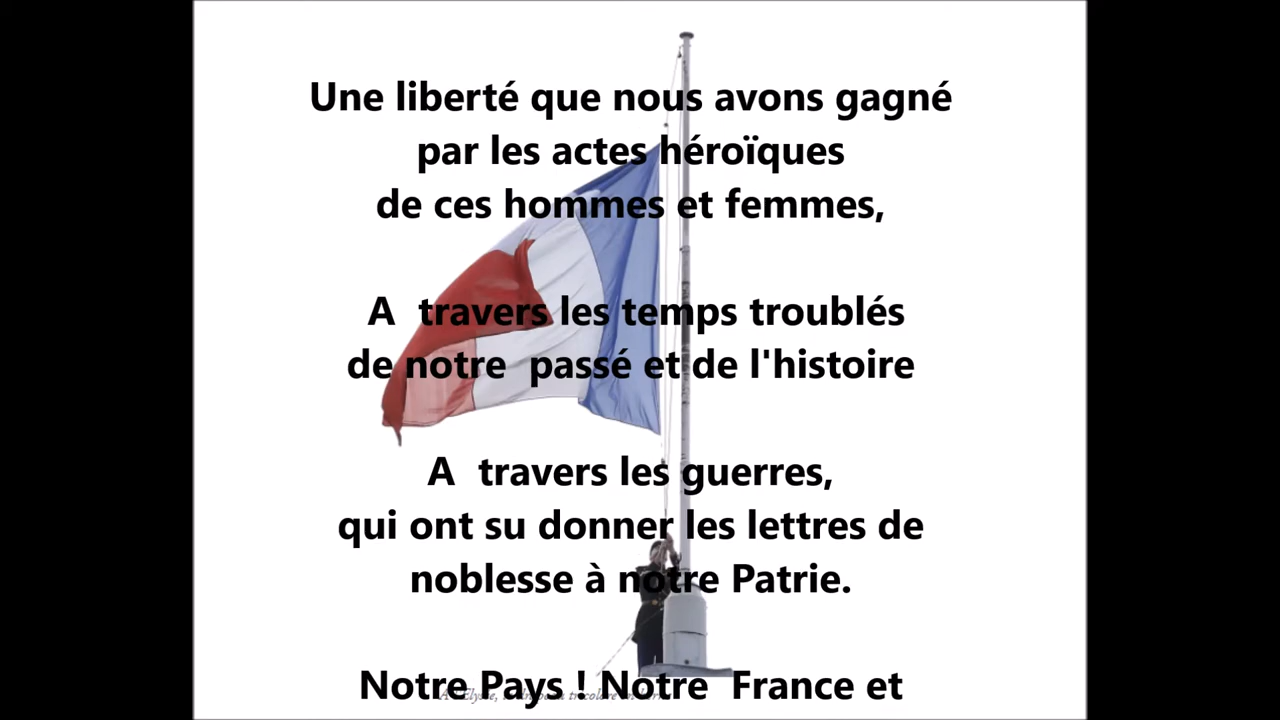 Une liberté que nous avons gagné
par les actes héroïques
de ces hommes et femmes,
A travers les temps troublés
de notre passé et de l'histoire
A travers les guerres,
qui ont su donner les lettres de
noblesse à notre Patrie.
Notre Pays ! Notre France et